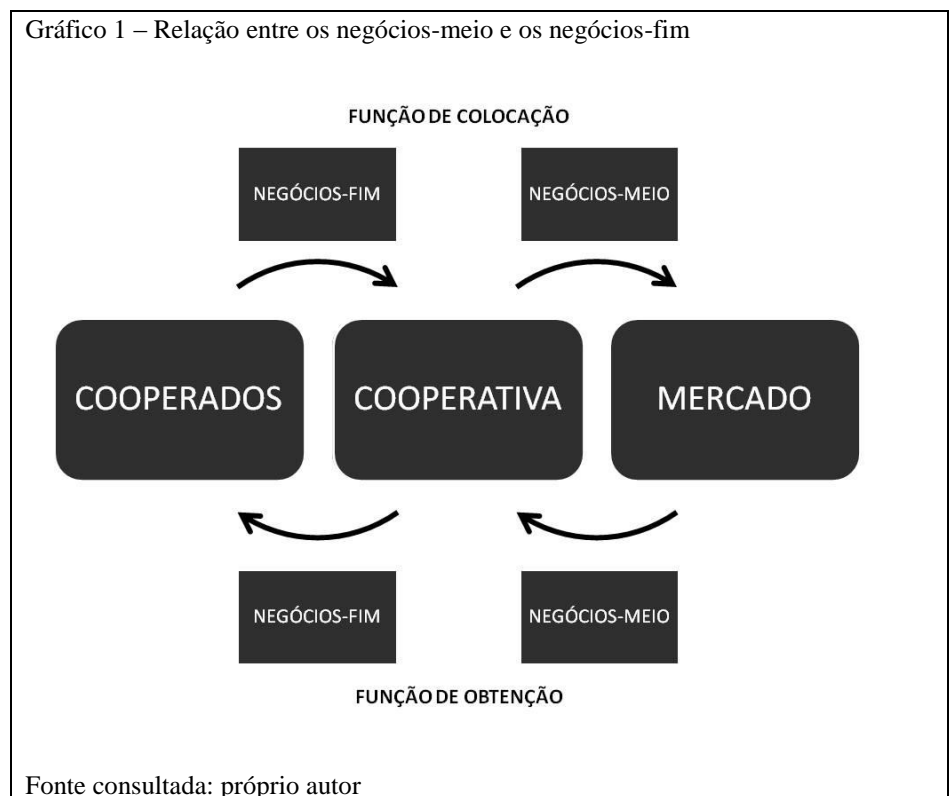 Gráfico 1 – Relação entre os negócios-meio e os negócios-fim
FUNÇÃO DE COLOCAÇÃO
NEGÓCIOS-FIM
NEGÓCIOS-MEIO
COOPERADOS
COOPERATIVA
MERCADO
NEGÓCIOS-FIM
NEGÓCIOS-MEIO
FUNÇÃO DE OBTENÇÃO
Fonte consultada: próprio autor